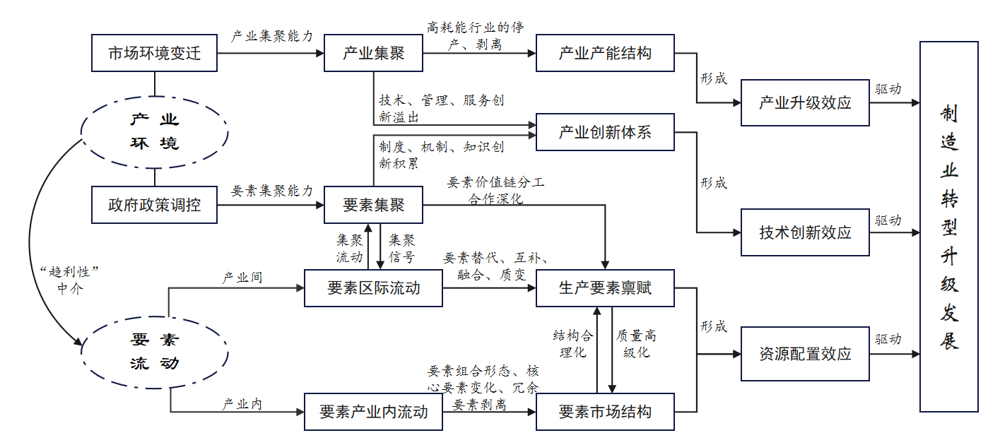 市场环境变迁
产业集聚能力
产业集聚
高耗能行业的停
产、剥离
产业产能结构
形成
产业升级效应
驱动
产 业
环 境
技术、管理、服务创
新溢出
产业创新体系
制度、机制、知识创
新积累
形成
技术创新效应
驱动
政府政策调控
要素集聚能力
要素集聚
要素价值链分工
合作深化
集聚
流动
集聚
信号
“趋利性”
中介
产业间
要素区际流动
要素替代、互补、
融合、质变
生产要素禀赋
要 素
流 动
结构合
理化
质量高
级化
形成
资源配置效应
驱动
产业内
要素产业内流动
要素组合形态、核
心要素变化、冗余
要素剥离
要素市场结构
制造业转型升级发展